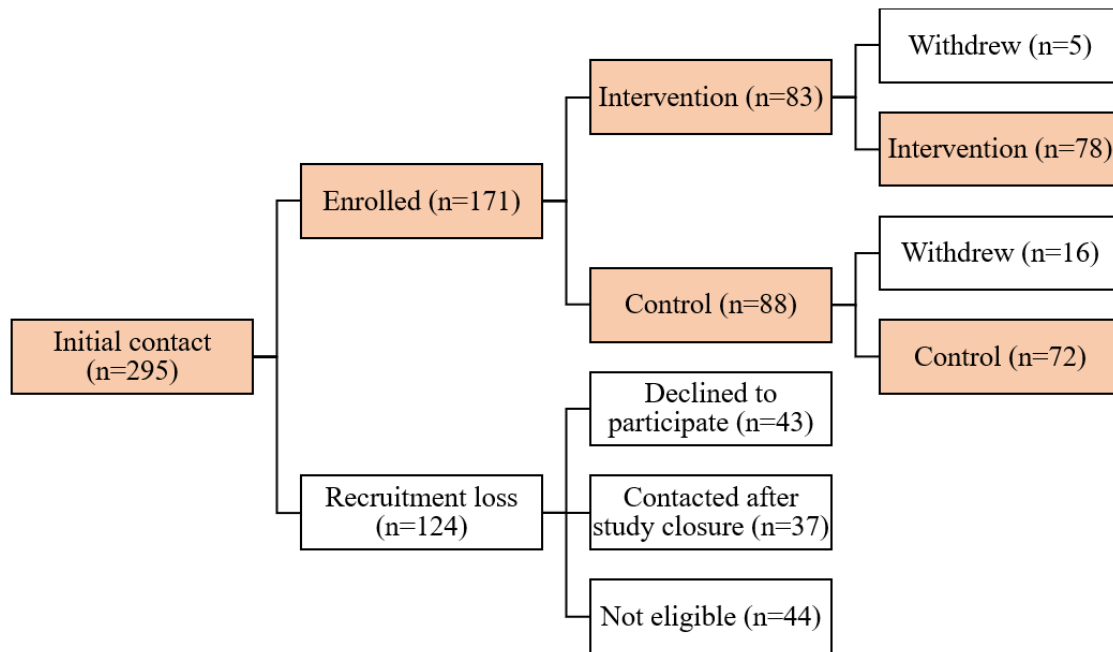 Initial contact
(n=295)
Enrolled (n=171)
Intervention (n=83)
Withdrew (n=5)
Intervention (n=78)
Control (n=88)
Withdrew (n=16)
Control (n=72)
Recruitment loss
(n=124)
Declined to
participate (n=43)
Contacted after
study closure (n=37)
Not eligible (n=44)